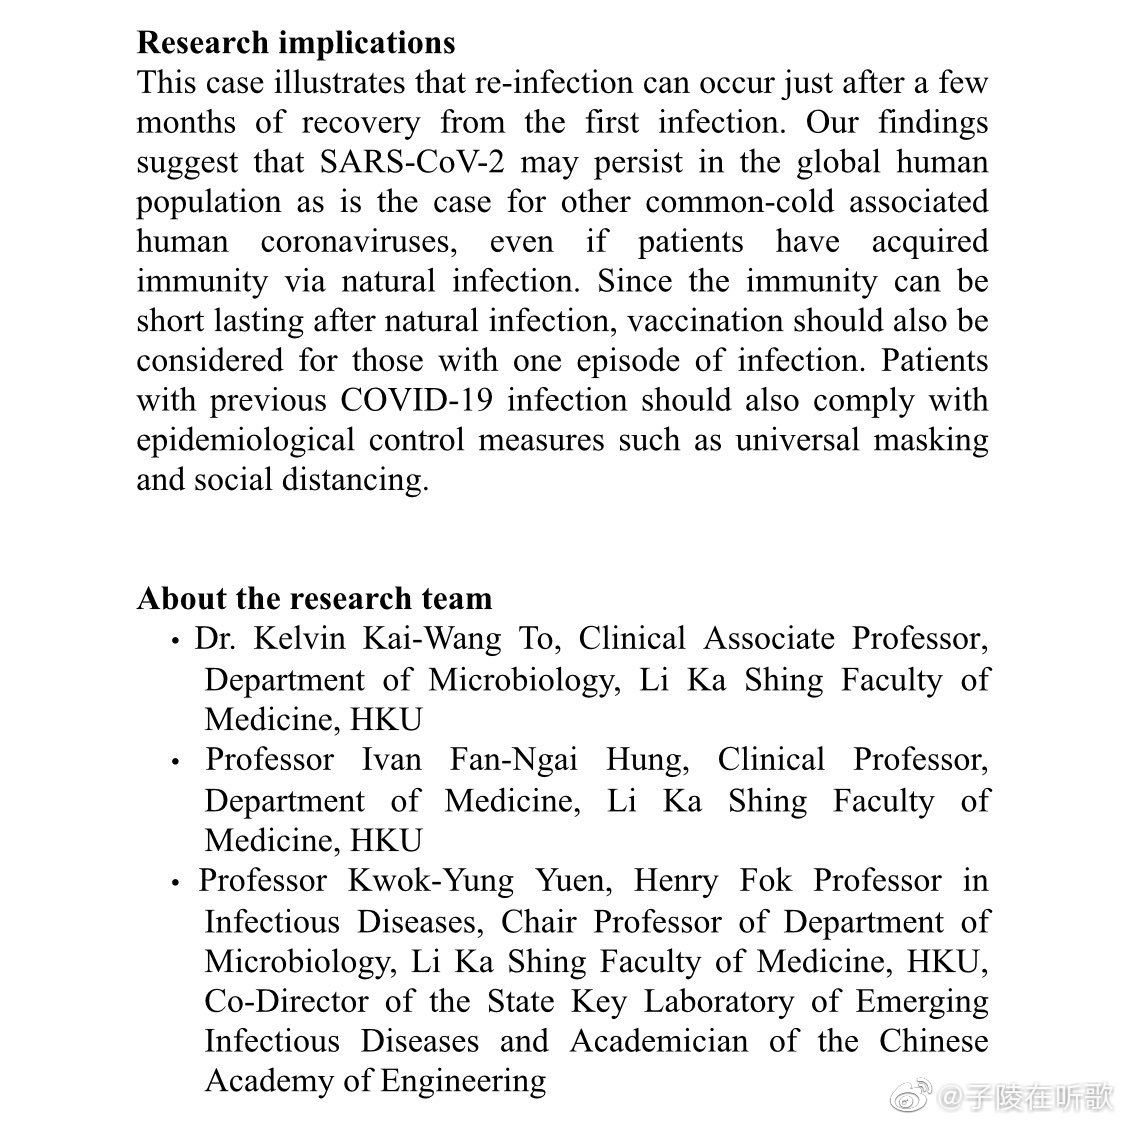 Research implications
This case illustrates that re-infection can occur just after a few
months of recovery from the first infection. Our findings
suggest that SARS-CoV-2 may persist in the global human
population as is the case for other common-cold associated
human coronaviruses, even if patients have acquired
immunity via natural infection. Since the immunity can be
short lasting after natural infection, vaccination should also be
considered for those with one episode of infection. Patients
with previous COVID-19 infection should also comply with
epidemiological control measures such as universal masking
and social distancing.
About the research team
• Dr. Kelvin Kai-Wang To, Clinical Associate Professor,
Department of Microbiology, Li Ka Shing Faculty of
Medicine, HKU
• Professor Ivan Fan-Ngai Hung, Clinical Professor,
Department of Medicine, Li Ka Shing Faculty of
Medicine, HKU
• Professor Kwok-Yung Yuen, Henry Fok Professor in
Infectious Diseases, Chair Professor of Department of
Microbiology, Li Ka Shing Faculty of Medicine, HKU,
Co-Director of the State Key Laboratory of Emerging
Infectious Diseases and Academician of the Chinese
Academy of Engineering
@子陵在听歌